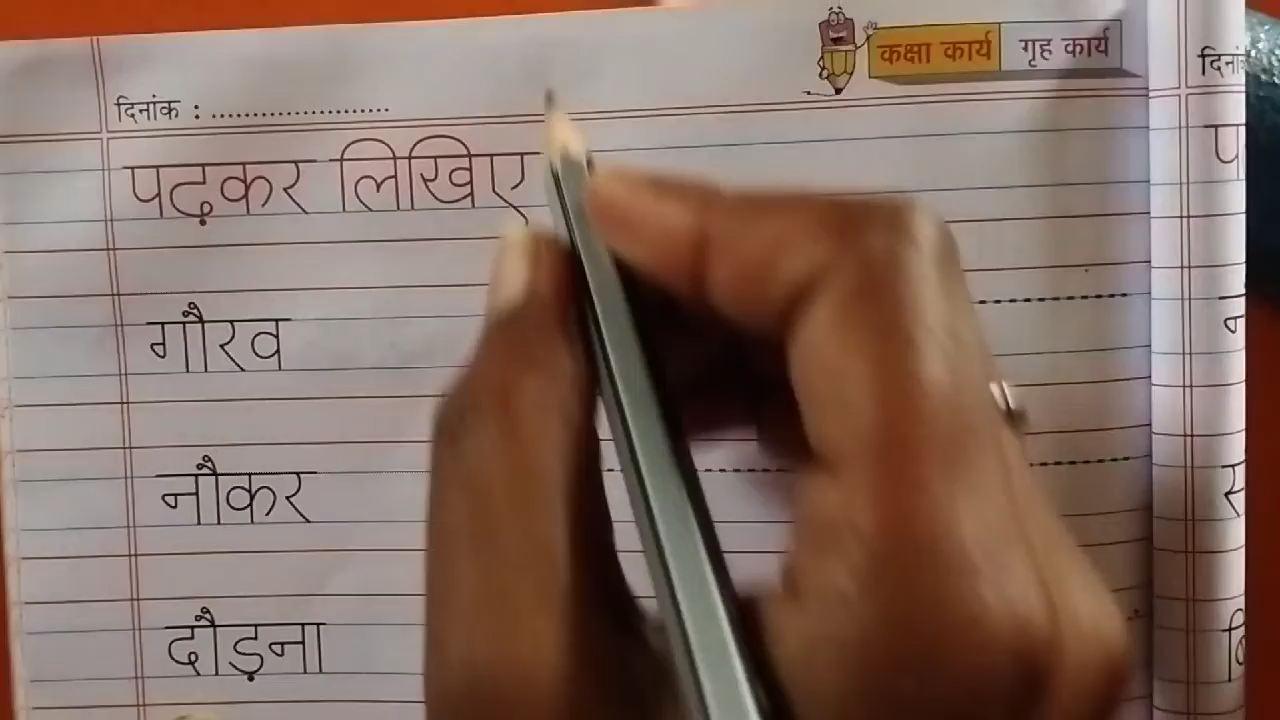 कक्षा कार्य गृह कार्य
दिनांक : .....................
पढ़कर लिखिए
गौरव
नौकर
दौड़ना